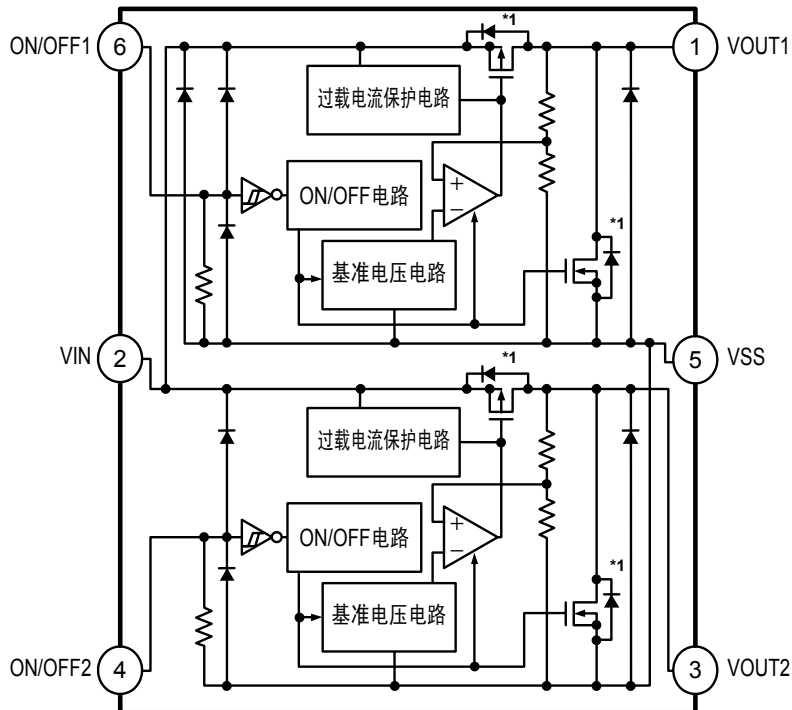 *1
ON/OFF1
6
1
VOUT1
过载电流保护电路
ON/OFF电路
+
−
*1
基准电压电路
VIN
2
*1
5
VSS
过载电流保护电路
ON/OFF电路
+
−
*1
基准电压电路
ON/OFF2
4
3
VOUT2